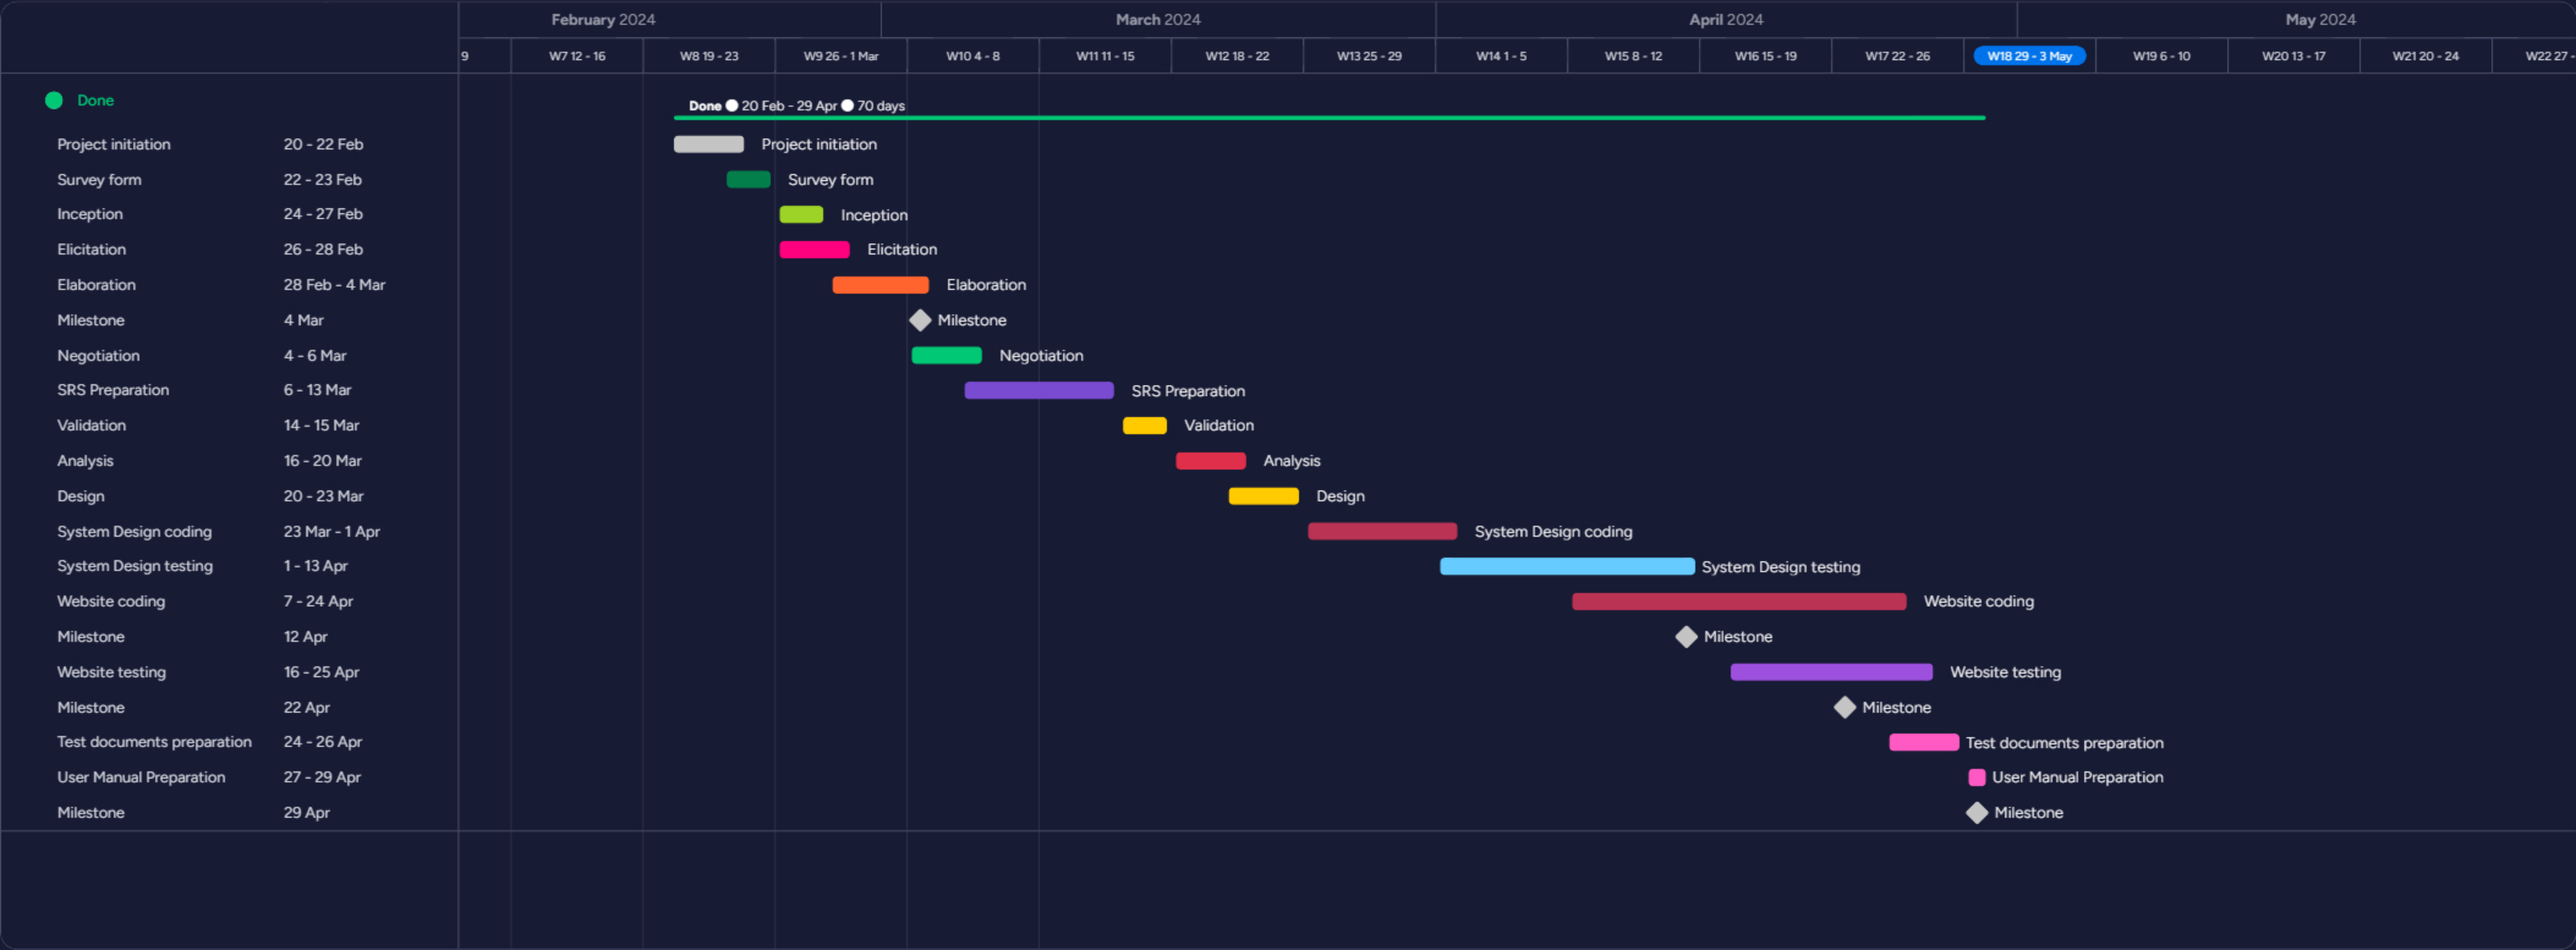 February 2024 March 2024 April 2024 May 2024
9 W7 12 - 16 W8 19 - 23 W9 26 - 1 Mar W10 4 - 8 W11 11 - 15 W12 18 - 22 W13 25 - 29 W14 1 - 5 W15 8 - 12 W16 15 - 19 W17 22 - 26 W18 29 - 3 May W19 6 - 10 W20 13 - 17 W21 20 - 24 W22 27 -
Done
Done 20 Feb - 29 Apr 70 days
Project initiation 20 - 22 Feb Project initiation
Survey form 22 - 23 Feb Survey form
Inception 24 - 27 Feb Inception
Elicitation 26 - 28 Feb Elicitation
Elaboration 28 Feb - 4 Mar Elaboration
Milestone 4 Mar Milestone
Negotiation 4 - 6 Mar Negotiation
SRS Preparation 6 - 13 Mar SRS Preparation
Validation 14 - 15 Mar Validation
Analysis 16 - 20 Mar Analysis
Design 20 - 23 Mar Design
System Design coding 23 Mar - 1 Apr System Design coding
System Design testing 1 - 13 Apr System Design testing
Website coding 7 - 24 Apr Website coding
Milestone 12 Apr Milestone
Website testing 16 - 25 Apr Website testing
Milestone 22 Apr Milestone
Test documents preparation 24 - 26 Apr Test documents preparation
User Manual Preparation 27 - 29 Apr User Manual Preparation
Milestone 29 Apr Milestone